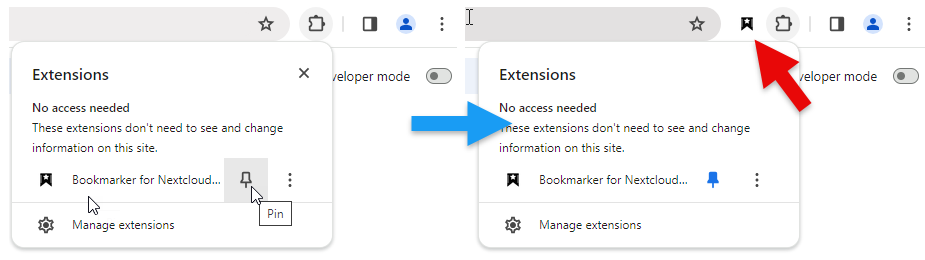 Extensions
No access needed
These extensions don't need to see and change
information on this site.
Bookmarker for Nextcloud...
Pin
Manage extensions
veloper mode
Extensions
No access needed
These extensions don't need to see and change
information on this site.
Bookmarker for Nextcloud...
Manage extensions
veloper mode